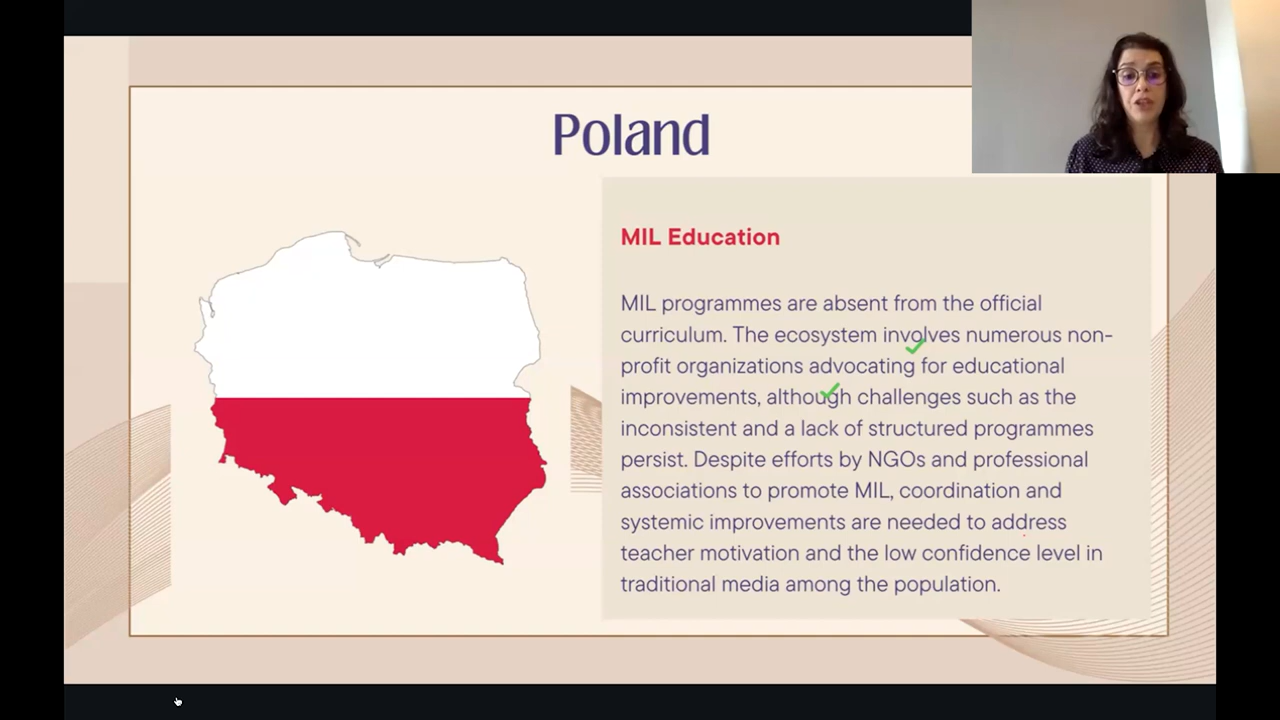 Poland
MIL Education
MIL programmes are absent from the official
curriculum. The ecosystem involves numerous non-
profit organizations advocating for educational
improvements, although challenges such as the
inconsistent and a lack of structured programmes
persist. Despite efforts by NGOs and professional
associations to promote MIL, coordination and
systemic improvements are needed to address
teacher motivation and the low confidence level in
traditional media among the population.